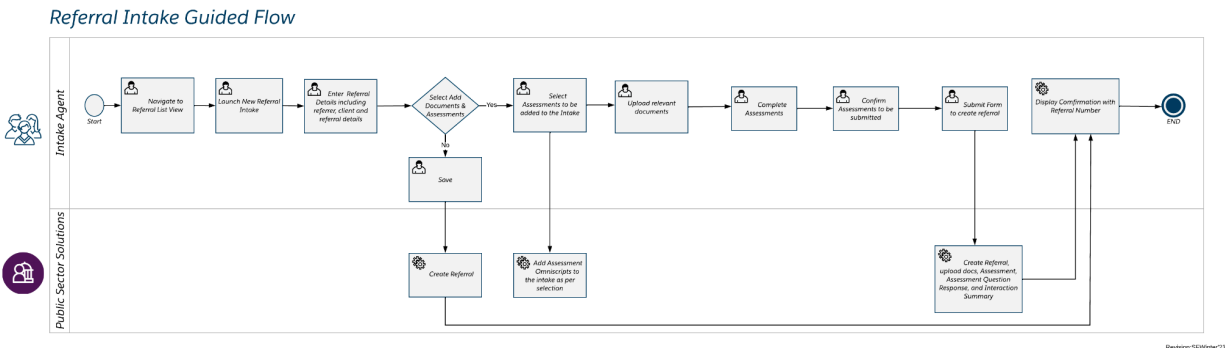 Referral Intake Guided Flow
Intake Agent
Start
Navigate to
Referral List View
Launch New Referral
Intake
Enter Referral
Details including
referrer, client and
referral details
Select Add
Documents &
Assessments
Yes
No
Select
Assessments to be
added to the Intake
Upload relevant
documents
Complete
Assessments
Confirm
Assessments to be
submitted
Submit Form
to create referral
Display Comfirmation with
Referral Number
END
Save
Public Sector Solutions
Create Referral
Add Assessment
Omniscripts to
the intake as per
selection
Create Referral,
upload docs, Assessment,
Assessment Question
Response, and Interaction
Summary